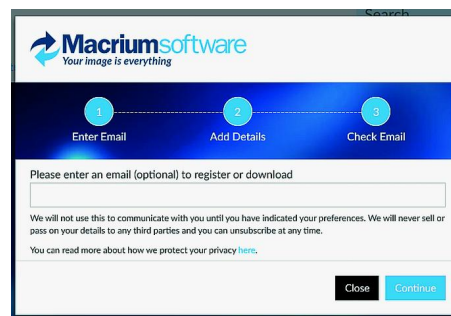 Search
Macriumsoftware
Your image is everything
1
2
3
Enter Email
Add Details
Check Email
Please enter an email (optional) to register or download
We will not use this to communicate with you until you have indicated your preferences. We will never sell or
pass on your details to any third parties and you can unsubscribe at any time.
You can read more about how we protect your privacy here.
Close
Continue